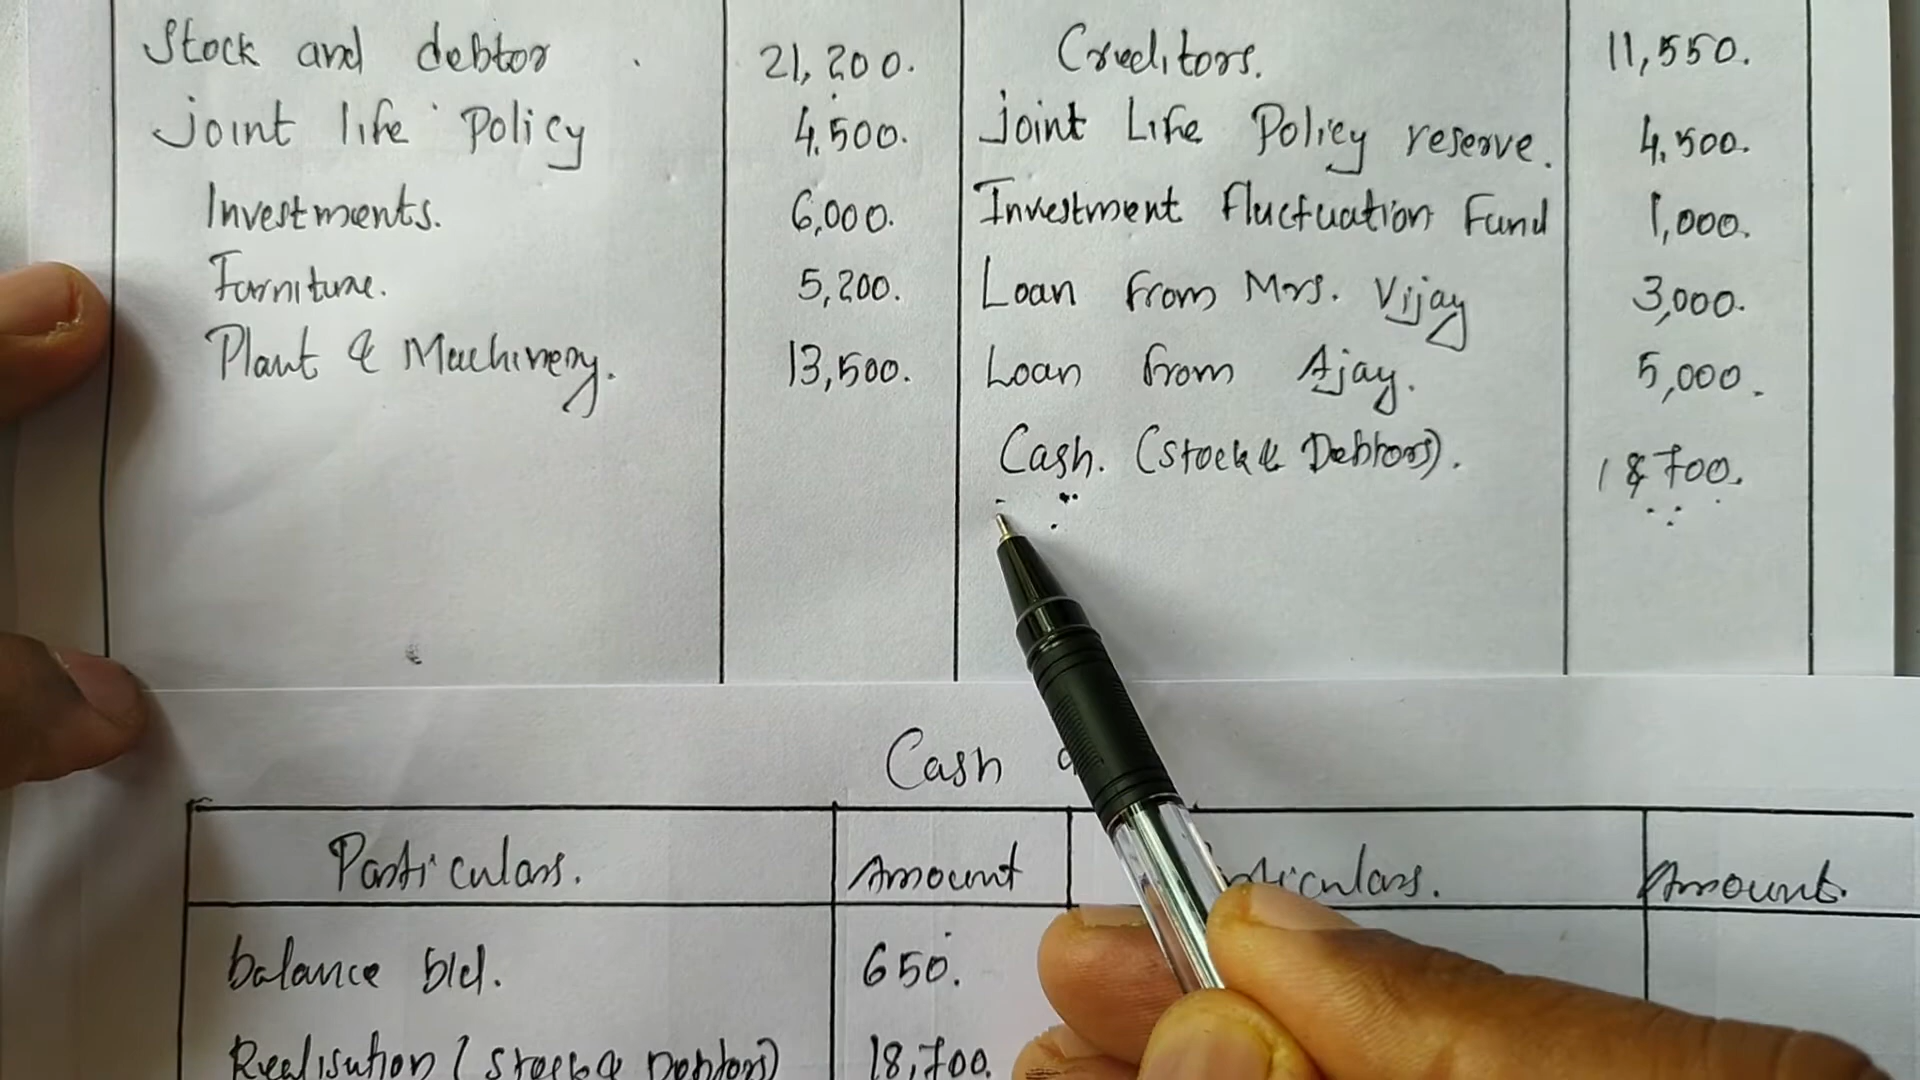 Stock and debtor . 21,200. Creditors. 11,550.
joint life policy 4,500. joint Life Policy reserve. 4,500.
Investments. 6,000. Investment Fluctuation Fund 1,000.
Furniture. 5,200. Loan from Mrs. Vijay 3,000.
Plant & Machinery. 13,500. Loan from Ajay. 5,000.
Cash. (Stock & Debtors). 18700.
Cash
Particulars. Amount Amount.
balance b/d. 650.
Realisation (Stock & Debtors) 18,700.